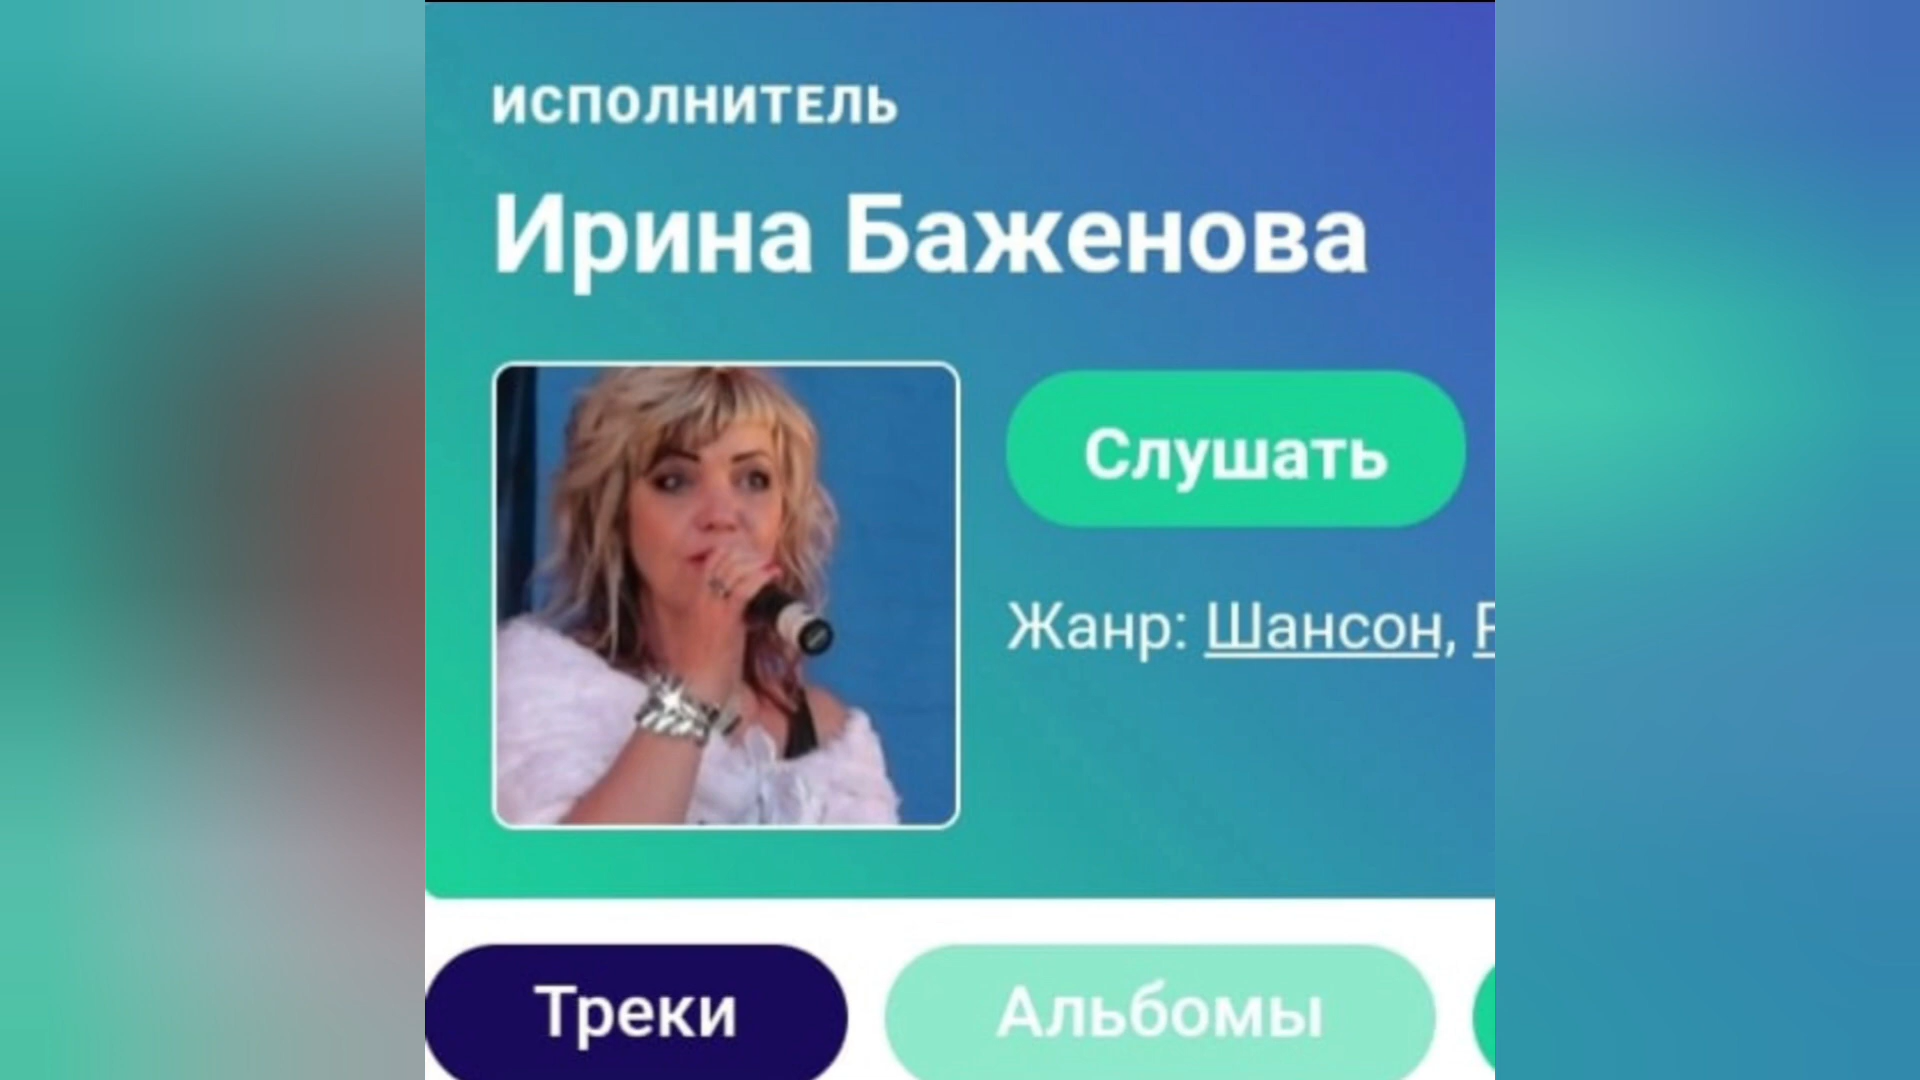 ИСПОЛНИТЕЛЬ
Ирина Баженова
Слушать
Жанр: Шансон,
Треки
Альбомы